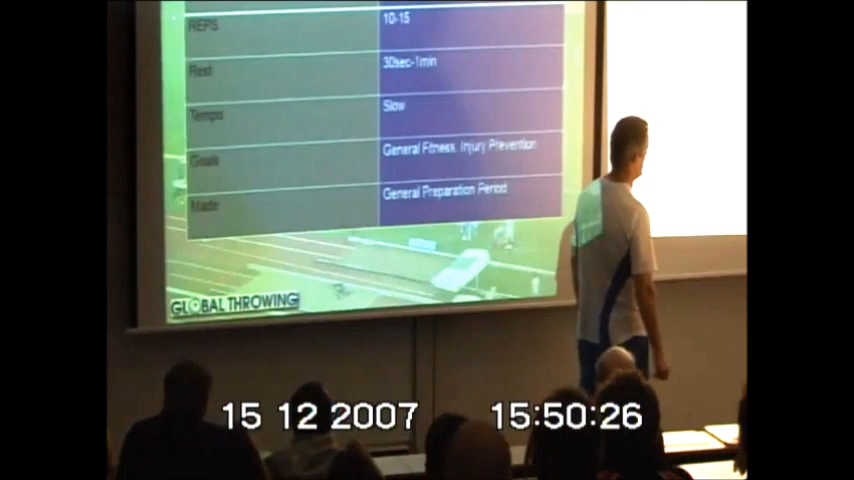 REPS 10-15
Rest 30sec-1min
Tempo Slow
Goals General Fitness, Injury Prevention
Made General Preparation Period
GLOBAL THROWING
15 12 2007 15:50:26